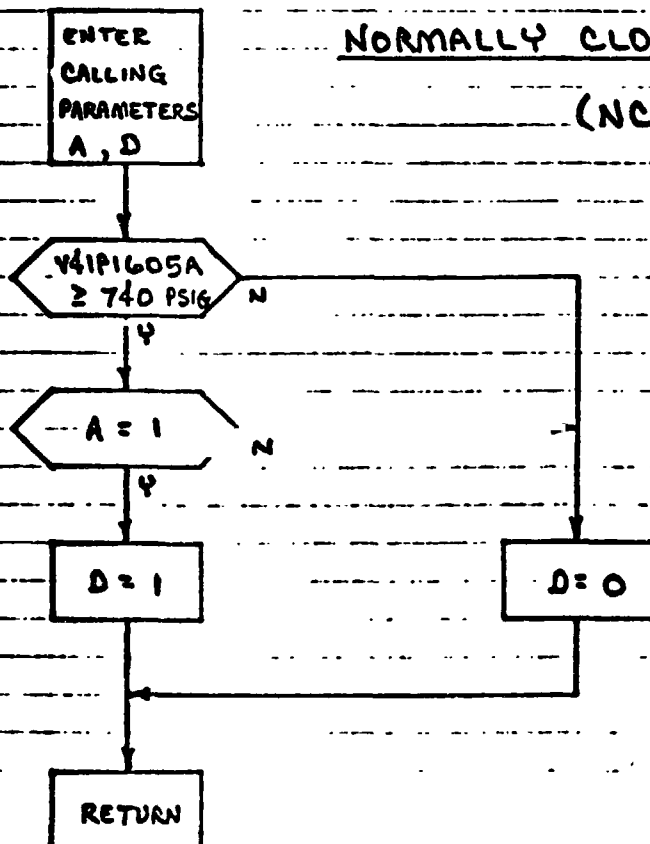 ENTER
CALLING
PARAMETERS
A, D
NORMALLY CLO
(NC
V41P1605A
≥ 740 PSIG
N
Y
A = 1
N
Y
D = 1
D = 0
RETURN